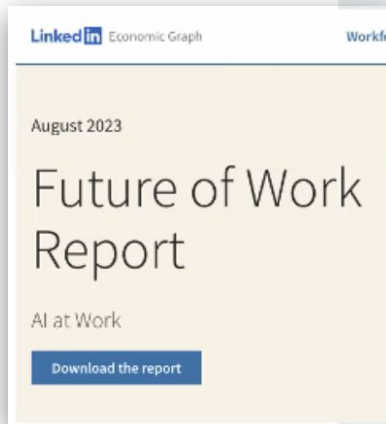 Linked in Economic Graph
August 2023
Future of Work
Report
AI at Work
Download the report